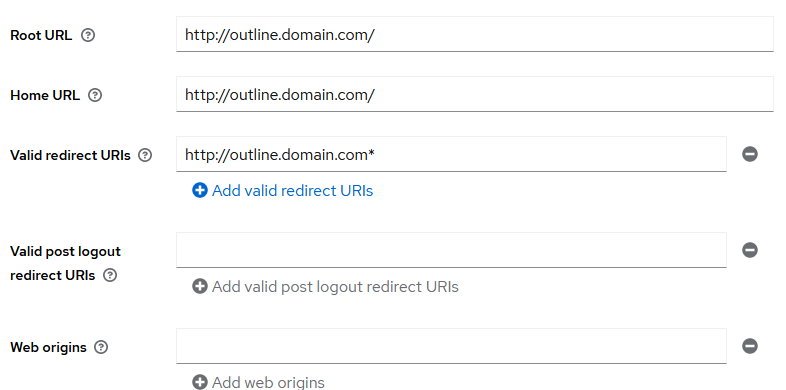 Root URL
http://outline.domain.com/
Home URL
http://outline.domain.com/
Valid redirect URIs
http://outline.domain.com*
Add valid redirect URIs
Valid post logout
redirect URIs
Add valid post logout redirect URIs
Web origins
Add web origins